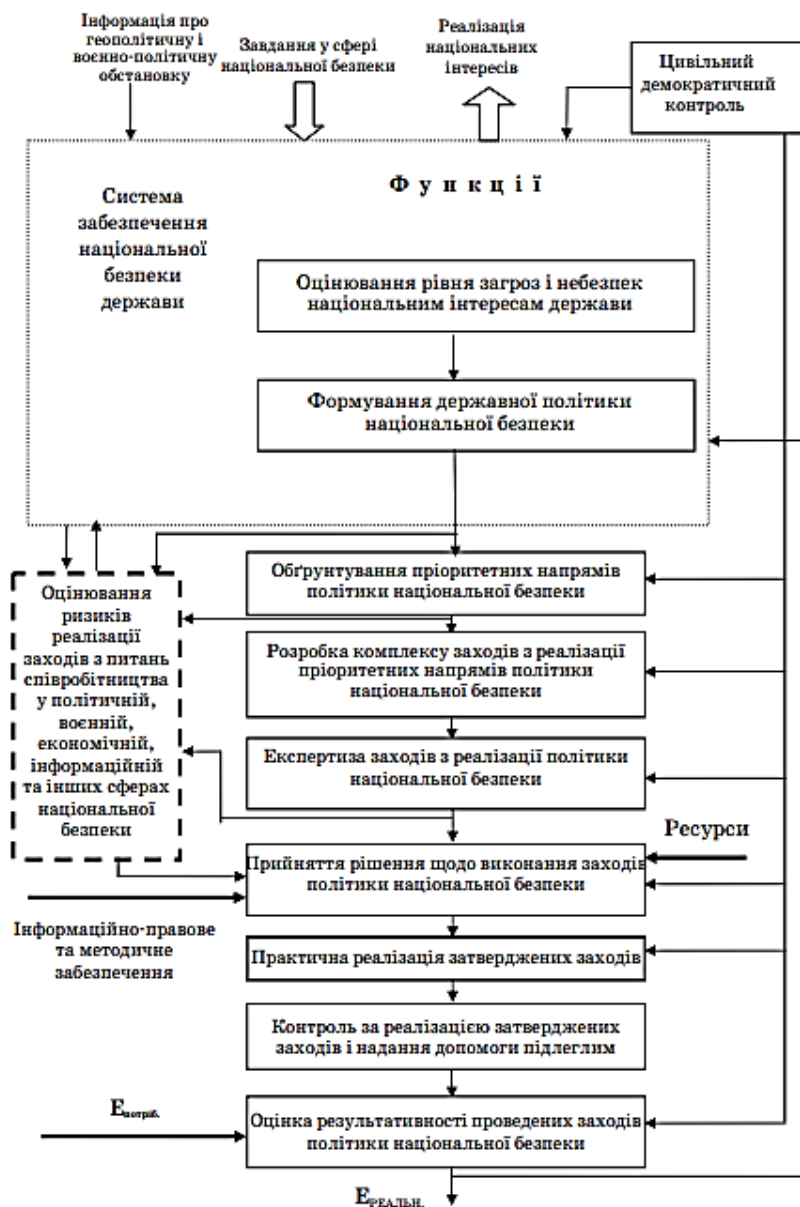 Інформація про
геополітичну і
воєнно-політичну
обстановку
Завдання у сфері
національної безпеки
Реалізація
національних
інтересів
Цивільний
демократичний
контроль
Система
забезпечення
національної
безпеки
держави
Функції
Оцінювання рівня загроз і небезпек
національним інтересам держави
Формування державної політики
національної безпеки
Оцінювання
ризиків
реалізації
заходів з питань
співробітництва
у політичній,
воєнній,
економічній,
інформаційній
та інших сферах
національної
безпеки
Обґрунтування пріоритетних напрямів
політики національної безпеки
Розробка комплексу заходів з реалізації
пріоритетних напрямів політики
національної безпеки
Експертиза заходів з реалізації політики
національної безпеки
Ресурси
Прийняття рішення щодо виконання заходів
політики національної безпеки
Інформаційно-правове
та методичне
забезпечення
Практична реалізація затверджених заходів
Контроль за реалізацією затверджених
заходів і надання допомоги підлеглим
Eпотріб.
Оцінка результативності проведених заходів
політики національної безпеки
EРЕАЛЬН.